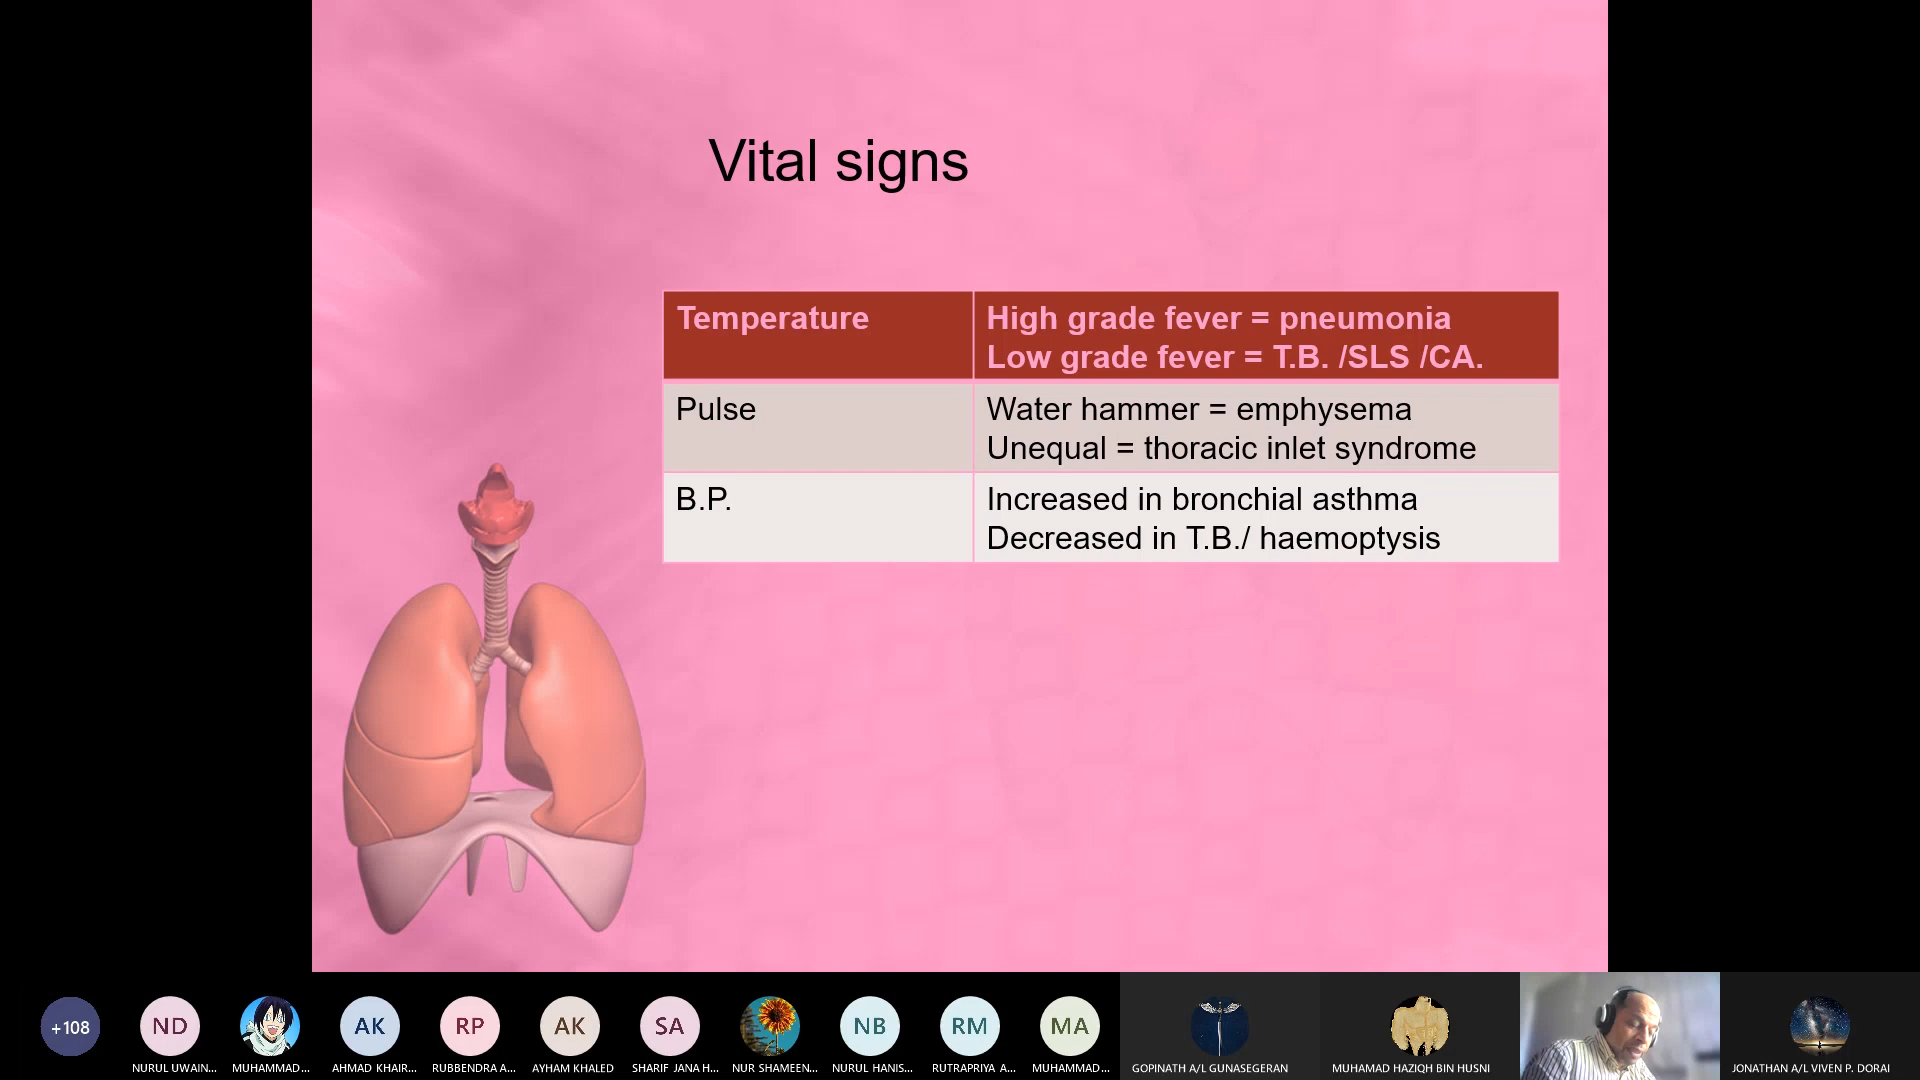 Vital signs
Temperature
High grade fever = pneumonia
Low grade fever = T.B. /SLS /CA.
Pulse
Water hammer = emphysema
Unequal = thoracic inlet syndrome
B.P.
Increased in bronchial asthma
Decreased in T.B./ haemoptysis
+108
ND
AK
RP
AK
SA
NB
RM
MA
NURUL UWAIN...
MUHAMMAD...
AHMAD KHAIR...
RUBBENDRA A...
AYHAM KHALED
SHARIF JANA H...
NUR SHAMEEN...
NURUL HANIS...
RUTRAPRIYA A...
MUHAMMAD...
GOPINATH A/L GUNASEGERAN
MUHAMAD HAZIQH BIN HUSNI
JONATHAN A/L VIVEN P. DORAI